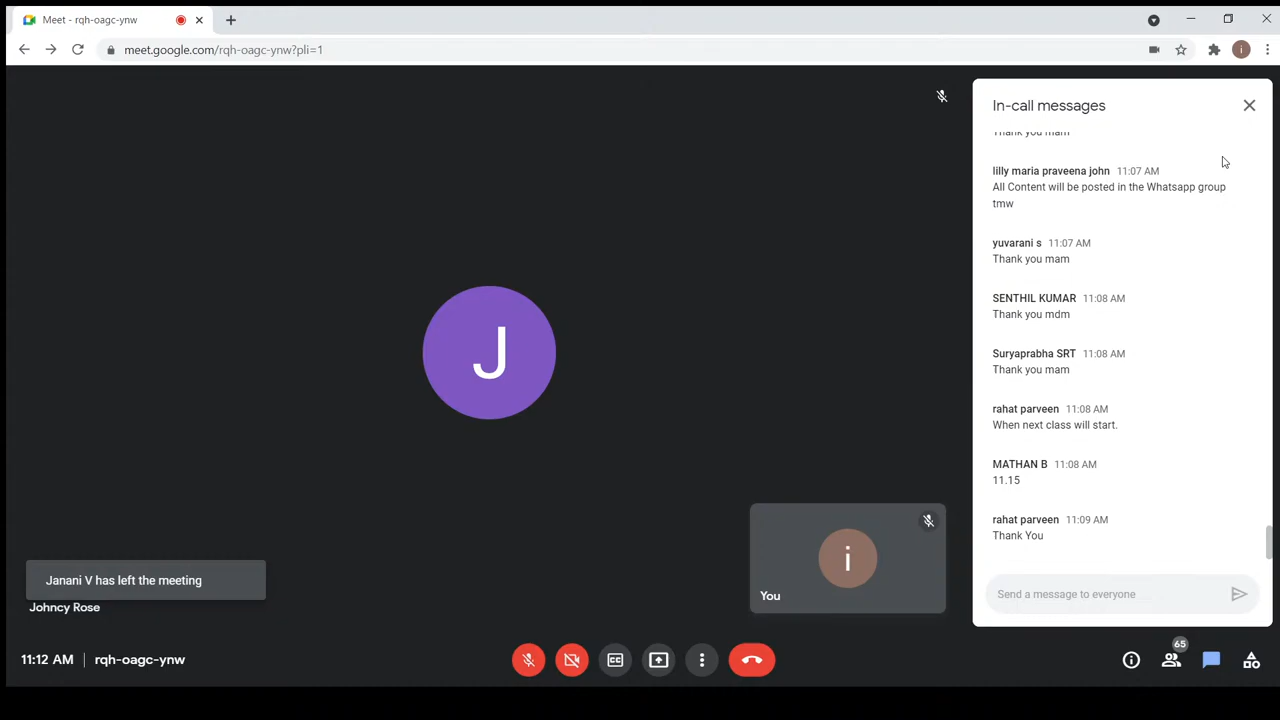 Meet - rqh-oagc-ynw
meet.google.com/rqh-oagc-ynw?pli=1
i
In-call messages
Thank you mam
lilly maria praveena john 11:07 AM
All Content will be posted in the Whatsapp group
tmw
yuvarani s 11:07 AM
Thank you mam
SENTHIL KUMAR 11:08 AM
Thank you mdm
Suryaprabha SRT 11:08 AM
Thank you mam
rahat parveen 11:08 AM
When next class will start.
MATHAN B 11:08 AM
11.15
rahat parveen 11:09 AM
Thank You
Send a message to everyone
J
i
You
Janani V has left the meeting
Johncy Rose
11:12 AM | rqh-oagc-ynw
CC
65